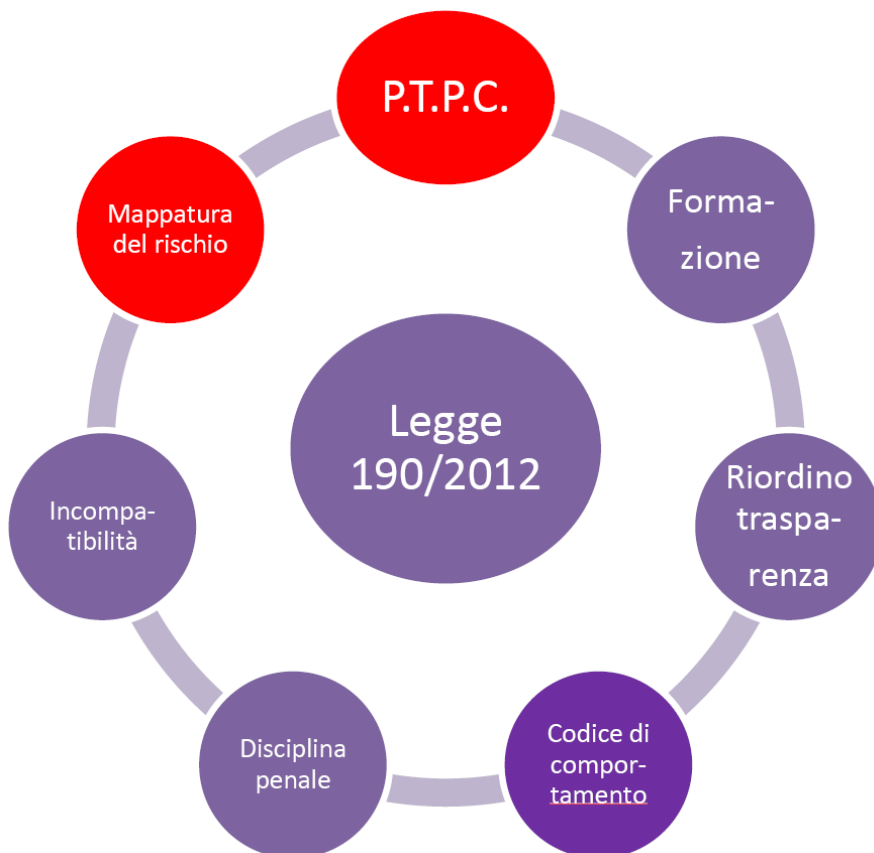 P.T.P.C.
Forma-
zione
Riordino
traspa-
renza
Codice di
compor-
tamento
Disciplina
penale
Incompa-
tibilità
Mappatura
del rischio
Legge
190/2012